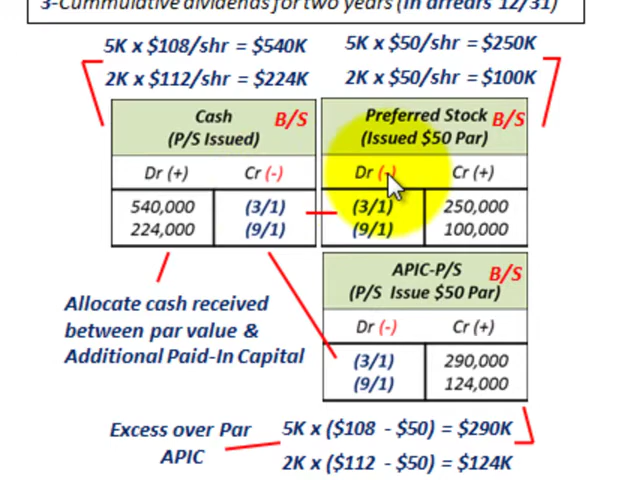 3-Cummulative dividends for two years (in arrears 12/31)
5K x $108/shr = $540K
2K x $112/shr = $224K
5K x $50/shr = $250K
2K x $50/shr = $100K
Cash B/S
(P/S Issued)
Dr (+) Cr (-)
540,000 (3/1)
224,000 (9/1)
Preferred Stock B/S
(Issued $50 Par)
Dr (-) Cr (+)
(3/1) 250,000
(9/1) 100,000
APIC-P/S B/S
(P/S Issue $50 Par)
Dr (-) Cr (+)
(3/1) 290,000
(9/1) 124,000
Allocate cash received
between par value &
Additional Paid-In Capital
Excess over Par
APIC
5K x ($108 - $50) = $290K
2K x ($112 - $50) = $124K